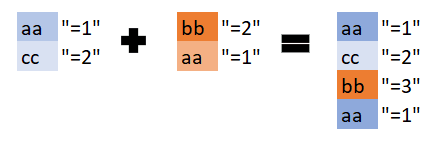 aa "=1" bb "=2" aa "=1"
cc "=2" aa "=1" cc "=2"
bb "=3"
aa "=1"